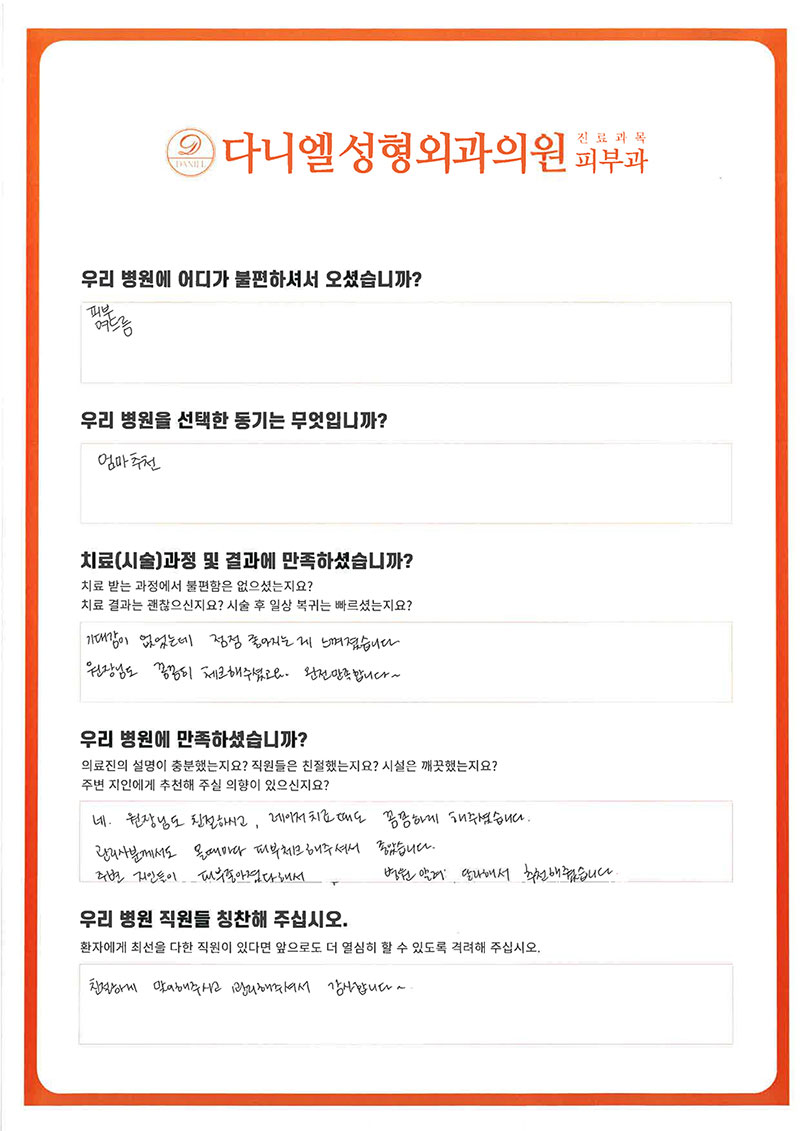 DANIEL
다니엘성형외과의원
진료과목
피부과
우리 병원에 어디가 불편하셔서 오셨습니까?
피부
여드름
우리 병원을 선택한 동기는 무엇입니까?
엄마추천
치료(시술)과정 및 결과에 만족하셨습니까?
치료 받는 과정에서 불편함은 없으셨는지요?
치료 결과는 괜찮으신지요? 시술 후 일상 복귀는 빠르셨는지요?
기대감이 없었는데 점점 좋아지는게 느껴졌습니다
원장님도 꼼꼼히 체크해주셨고요. 완전만족합니다~
우리 병원에 만족하셨습니까?
의료진의 설명이 충분했는지요? 직원들은 친절했는지요? 시설은 깨끗했는지요?
주변 지인에게 추천해 주실 의향이 있으신지요?
네. 원장님도 친절하시고, 레이저치료때도 꼼꼼하게 해주셨습니다.
관리사분께서도 올때마다 피부체크해주셔서 좋았습니다.
주변 지인들이 피부좋아졌다해서 병원 알려 달라해서 추천해줬습니다.
우리 병원 직원들 칭찬해 주십시오.
환자에게 최선을 다한 직원이 있다면 앞으로도 더 열심히 할 수 있도록 격려해 주십시오.
친절하게 맞이해주시고 관리해주셔서 감사합니다~